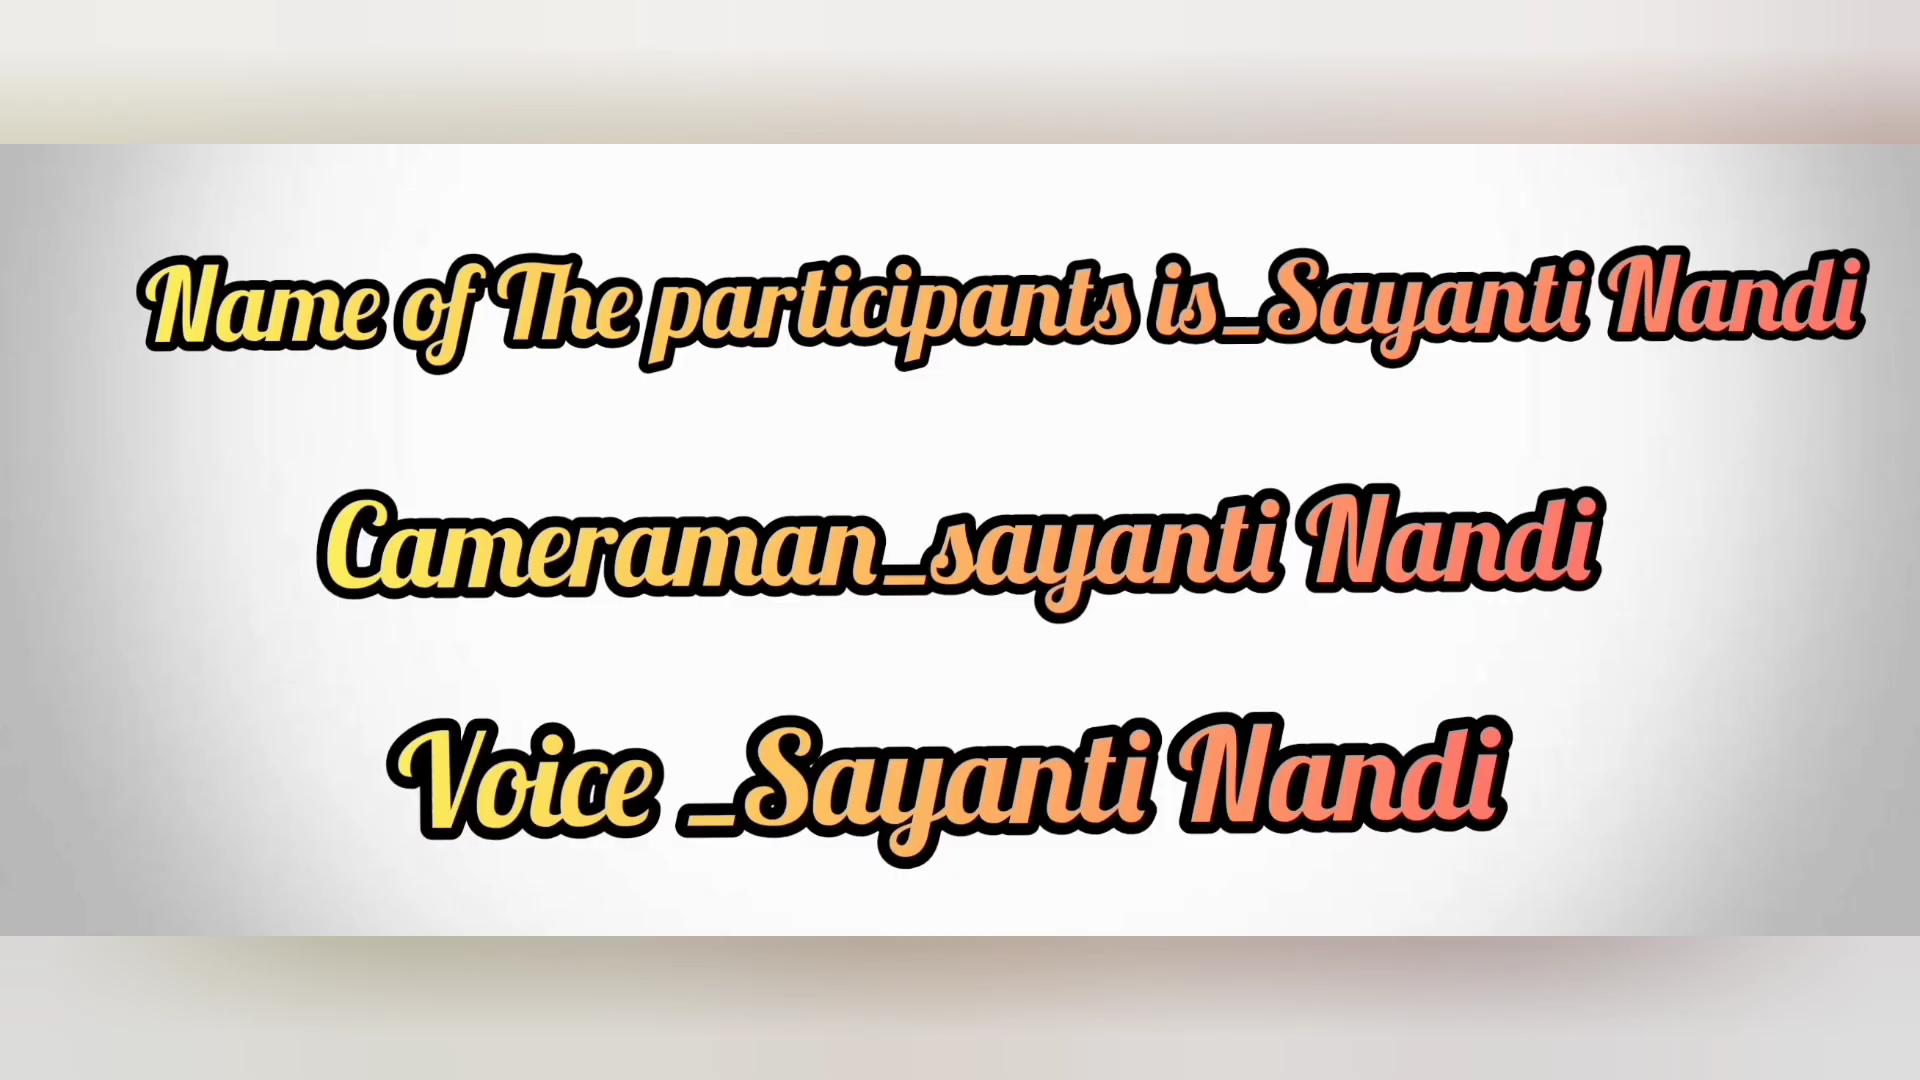 Name of The participants is_Sayanti Nandi
Cameraman_sayanti Nandi
Voice _Sayanti Nandi